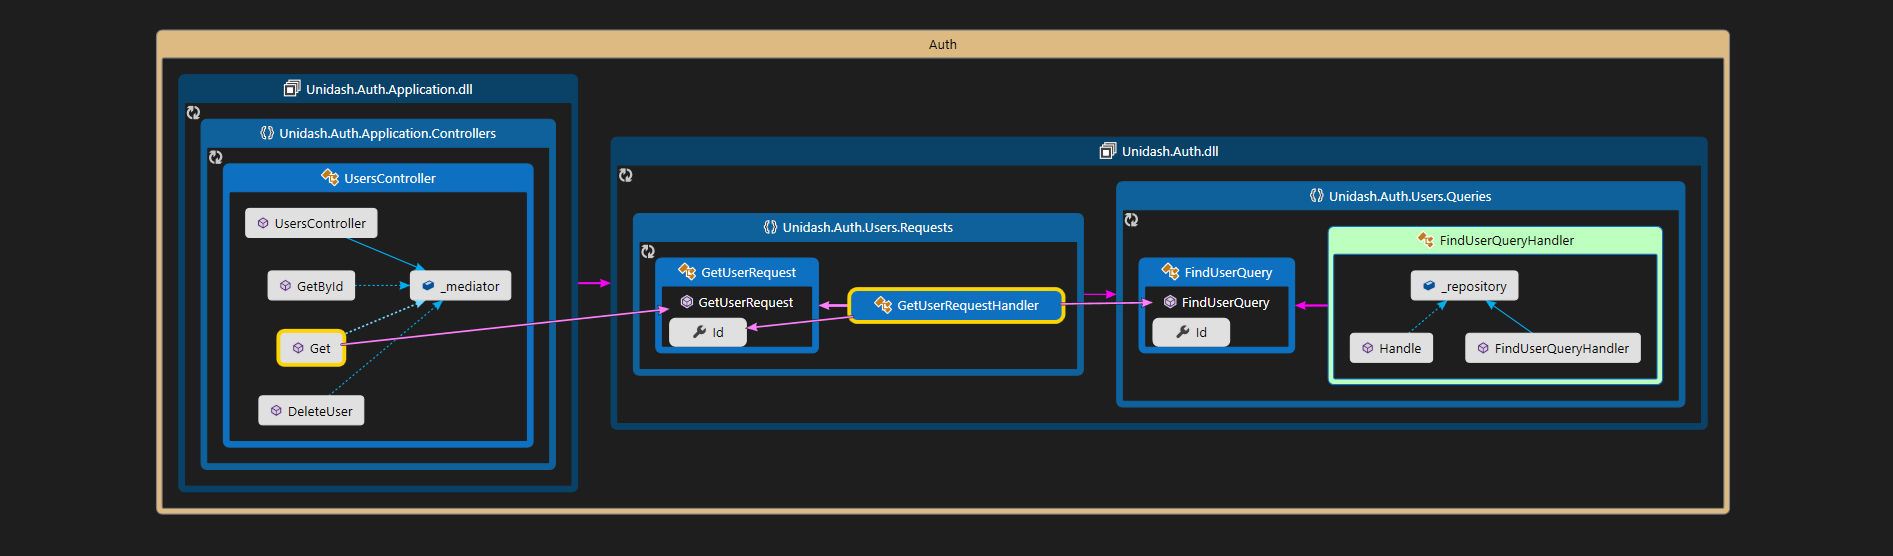 Auth
Unidash.Auth.Application.dll
Unidash.Auth.Application.Controllers
UsersController
UsersController
GetById
_mediator
Get
DeleteUser
Unidash.Auth.dll
Unidash.Auth.Users.Requests
GetUserRequest
GetUserRequest
Id
GetUserRequestHandler
Unidash.Auth.Users.Queries
FindUserQuery
FindUserQuery
Id
FindUserQueryHandler
_repository
Handle
FindUserQueryHandler